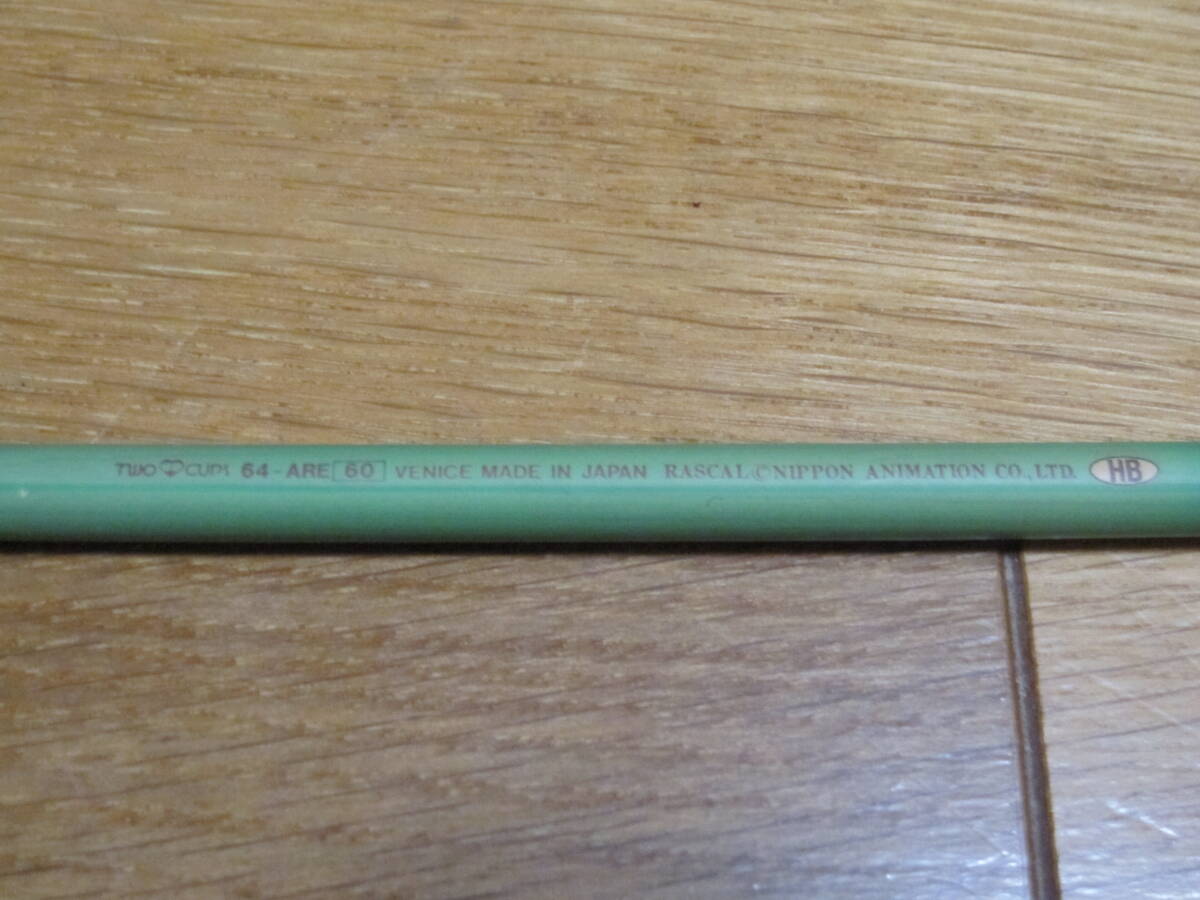 TWO CUPS 64-ARE 60 VENICE MADE IN JAPAN RASCAL ©NIPPON ANIMATION CO.,LTD. HB